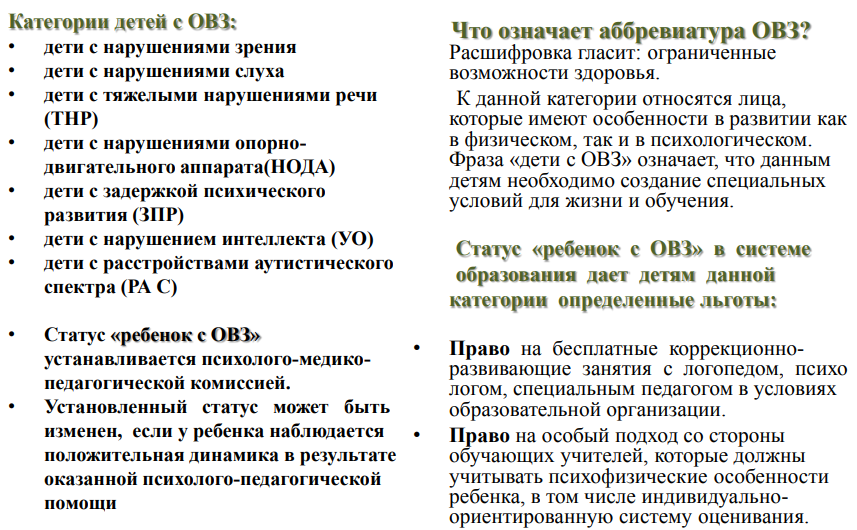 Категории детей с ОВЗ:
• дети с нарушениями зрения
• дети с нарушениями слуха
• дети с тяжелыми нарушениями речи
(ТНР)
• дети с нарушениями опорно-
двигательного аппарата(НОДА)
• дети с задержкой психического
развития (ЗПР)
• дети с нарушением интеллекта (УО)
• дети с расстройствами аутистического
спектра (РА С)
• Статус «ребенок с ОВЗ»
устанавливается психолого-медико-
педагогической комиссией.
• Установленный статус может быть
изменен, если у ребенка наблюдается
положительная динамика в результате
оказанной психолого-педагогической
помощи
Что означает аббревиатура ОВЗ?
Расшифровка гласит: ограниченные
возможности здоровья.
К данной категории относятся лица,
которые имеют особенности в развитии как
в физическом, так и в психологическом.
Фраза «дети с ОВЗ» означает, что данным
детям необходимо создание специальных
условий для жизни и обучения.
Статус «ребенок с ОВЗ» в системе
образования дает детям данной
категории определенные льготы:
• Право на бесплатные коррекционно-
развивающие занятия с логопедом, психо
логом, специальным педагогом в условиях
образовательной организации.
• Право на особый подход со стороны
обучающих учителей, которые должны
учитывать психофизические особенности
ребенка, в том числе индивидуально-
ориентированную систему оценивания.